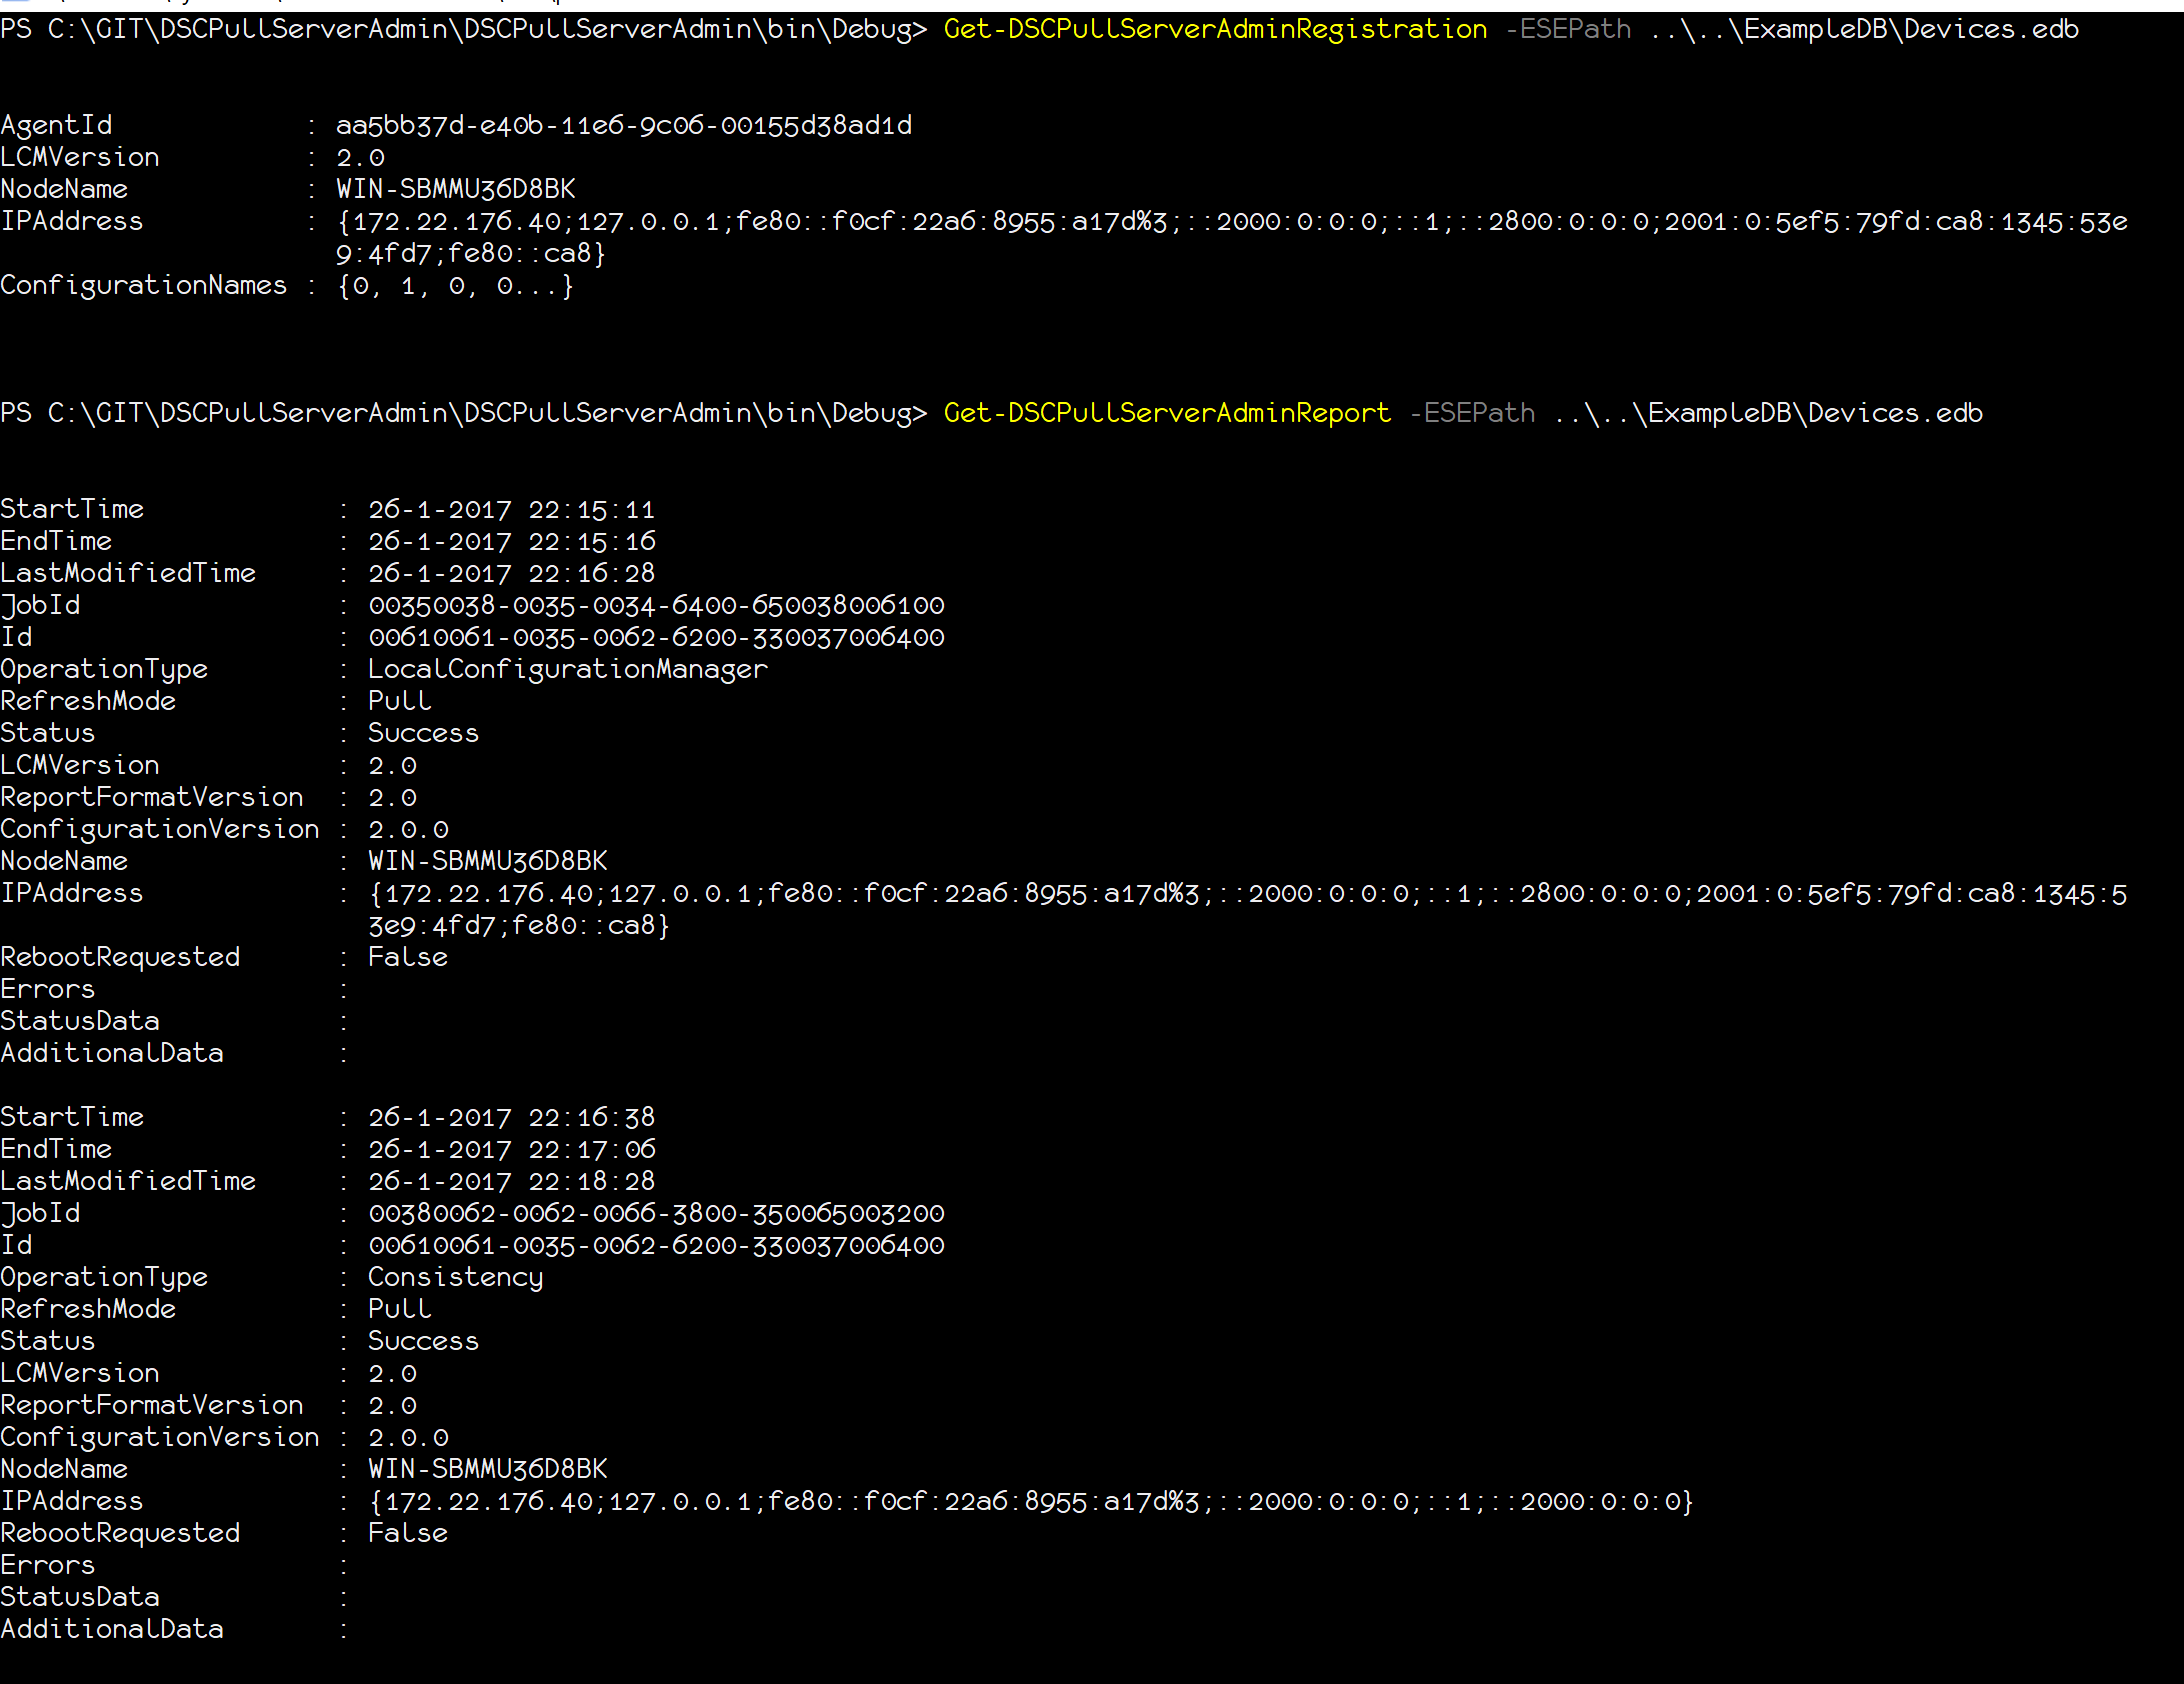 PS C:\GIT\DSCPullServerAdmin\DSCPullServerAdmin\bin\Debug> Get-DSCPullServerAdminRegistration -ESEPath ..\..\ExampleDB\Devices.edb
AgentId : aa5bb37d-e40b-11e6-9c06-00155d38ad1d
LCMVersion : 2.0
NodeName : WIN-SBMMU36D8BK
IPAddress : {172.22.176.40;127.0.0.1;fe80::f0cf:22a6:8955:a17d%3;::2000:0:0:0;::1;::2800:0:0:0;2001:0:5ef5:79fd:ca8:1345:53e
9:4fd7;fe80::ca8}
ConfigurationNames : {0, 1, 0, 0...}
PS C:\GIT\DSCPullServerAdmin\DSCPullServerAdmin\bin\Debug> Get-DSCPullServerAdminReport -ESEPath ..\..\ExampleDB\Devices.edb
StartTime : 26-1-2017 22:15:11
EndTime : 26-1-2017 22:15:16
LastModifiedTime : 26-1-2017 22:16:28
JobId : 00350038-0035-0034-6400-650038006100
Id : 00610061-0035-0062-6200-330037006400
OperationType : LocalConfigurationManager
RefreshMode : Pull
Status : Success
LCMVersion : 2.0
ReportFormatVersion : 2.0
ConfigurationVersion : 2.0.0
NodeName : WIN-SBMMU36D8BK
IPAddress : {172.22.176.40;127.0.0.1;fe80::f0cf:22a6:8955:a17d%3;::2000:0:0:0;::1;::2800:0:0:0;2001:0:5ef5:79fd:ca8:1345:5
3e9:4fd7;fe80::ca8}
RebootRequested : False
Errors :
StatusData :
AdditionalData :
StartTime : 26-1-2017 22:16:38
EndTime : 26-1-2017 22:17:06
LastModifiedTime : 26-1-2017 22:18:28
JobId : 00380062-0062-0066-3800-350065003200
Id : 00610061-0035-0062-6200-330037006400
OperationType : Consistency
RefreshMode : Pull
Status : Success
LCMVersion : 2.0
ReportFormatVersion : 2.0
ConfigurationVersion : 2.0.0
NodeName : WIN-SBMMU36D8BK
IPAddress : {172.22.176.40;127.0.0.1;fe80::f0cf:22a6:8955:a17d%3;::2000:0:0:0;::1;::2000:0:0:0}
RebootRequested : False
Errors :
StatusData :
AdditionalData :